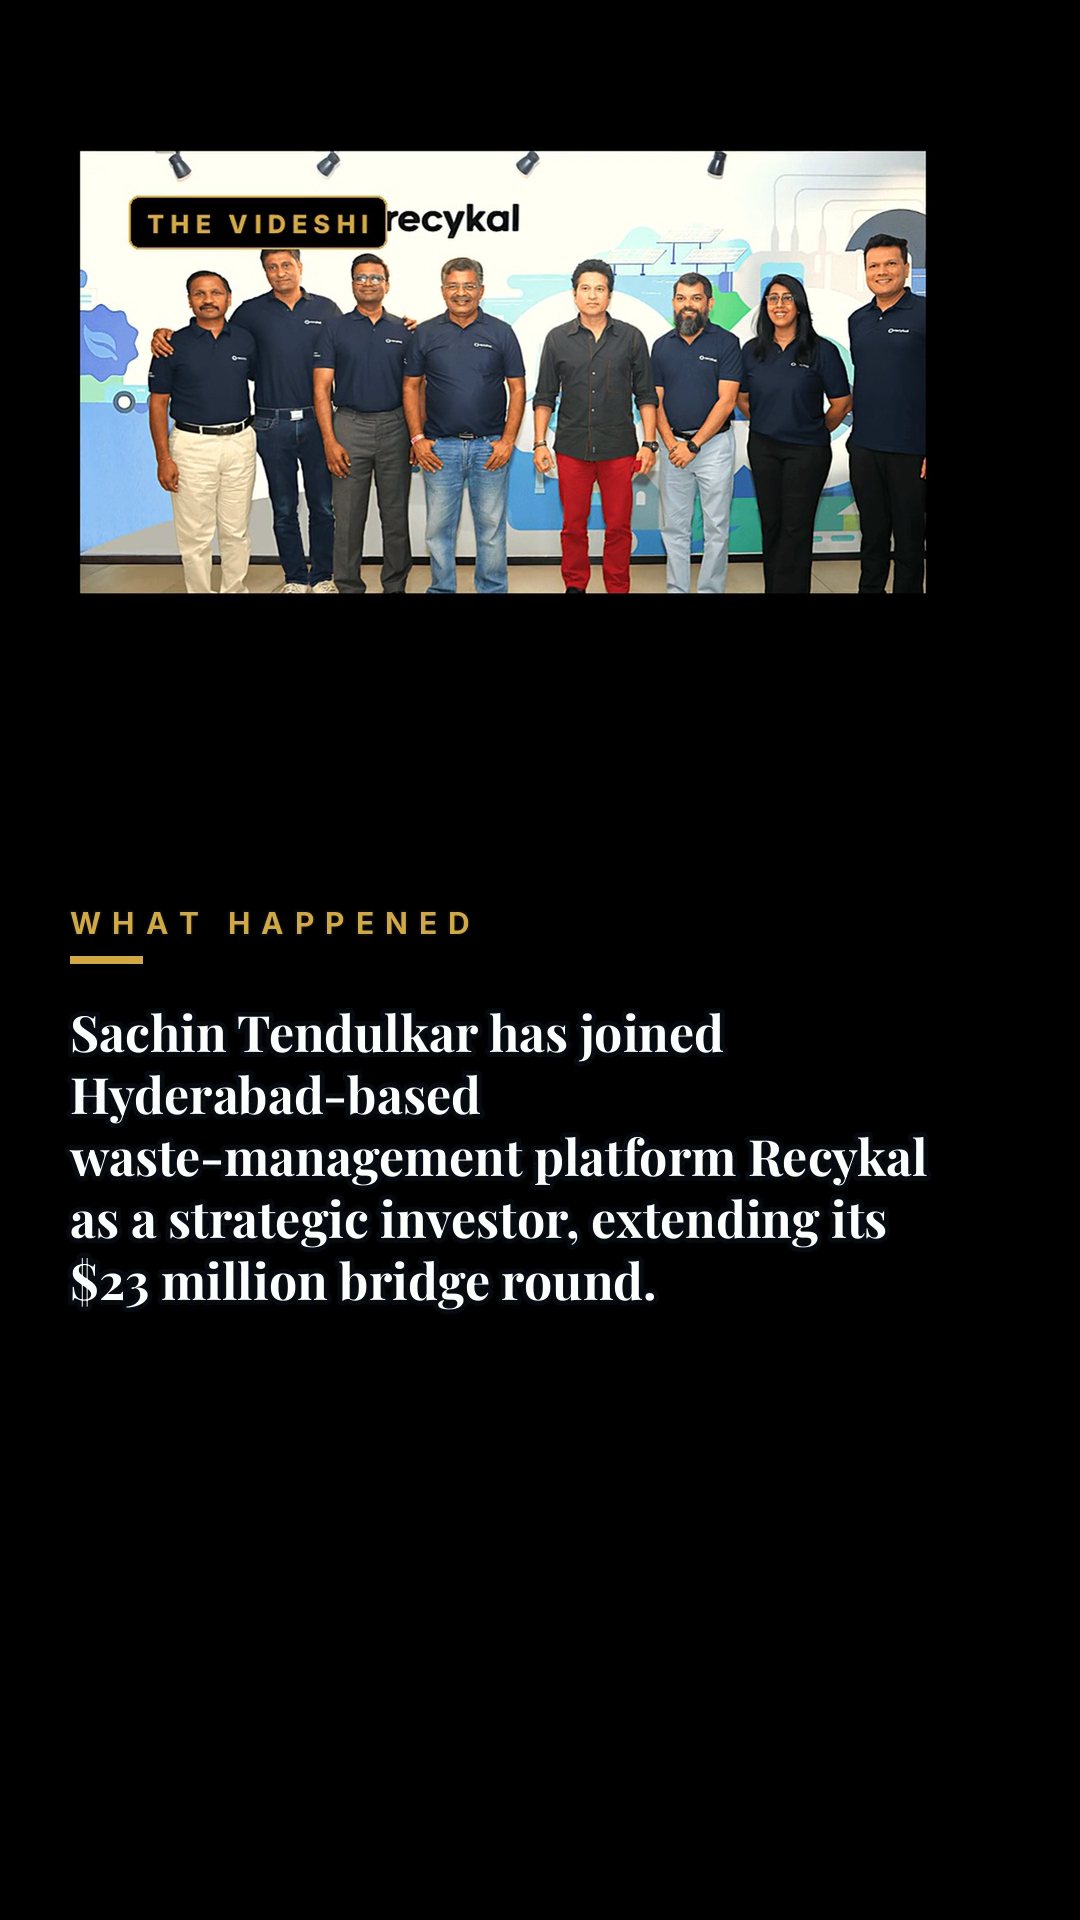 THE VIDESHI
recykal
WHAT HAPPENED
Sachin Tendulkar has joined
Hyderabad-based
waste-management platform Recykal
as a strategic investor, extending its
$23 million bridge round.